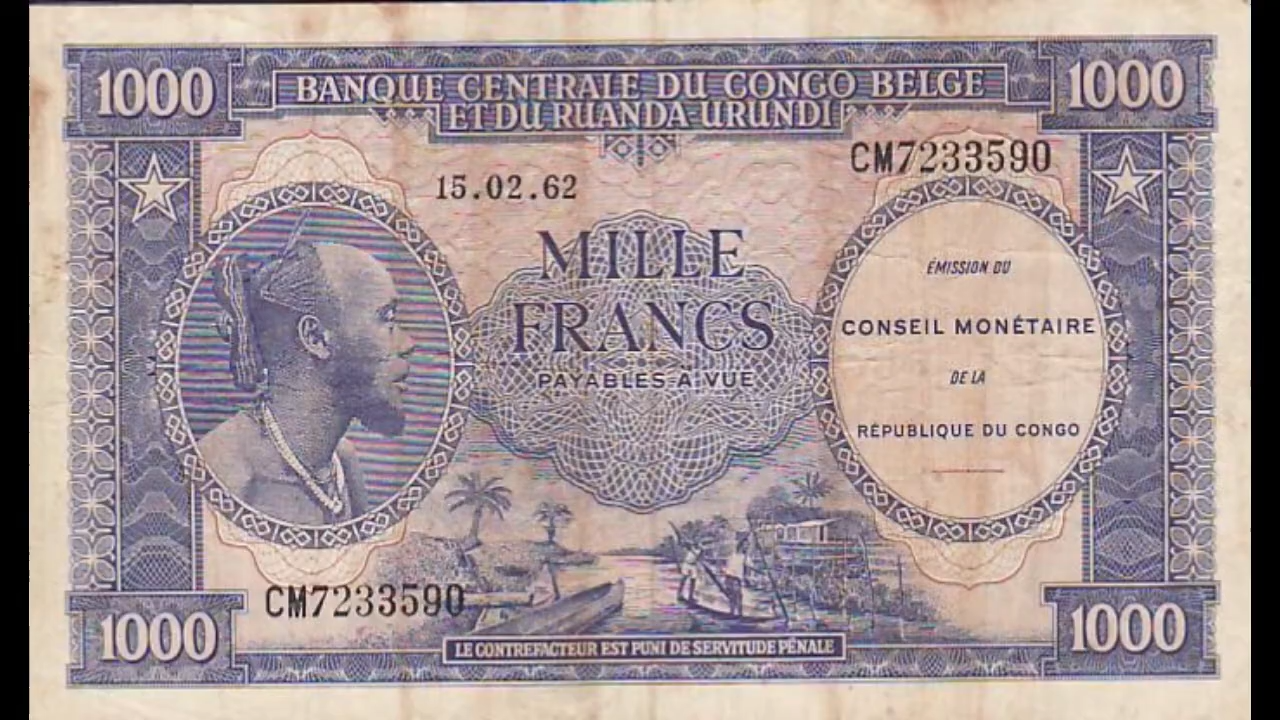 1000
1000
BANQUE CENTRALE DU CONGO BELGE
ET DU RUANDA-URUNDI
CM7233590
15.02.62
MILLE
FRANCS
PAYABLES A VUE
ÉMISSION DU
CONSEIL MONÉTAIRE
DE LA
RÉPUBLIQUE DU CONGO
CM7233590
1000
LE CONTREFACTEUR EST PUNI DE SERVITUDE PÉNALE
1000